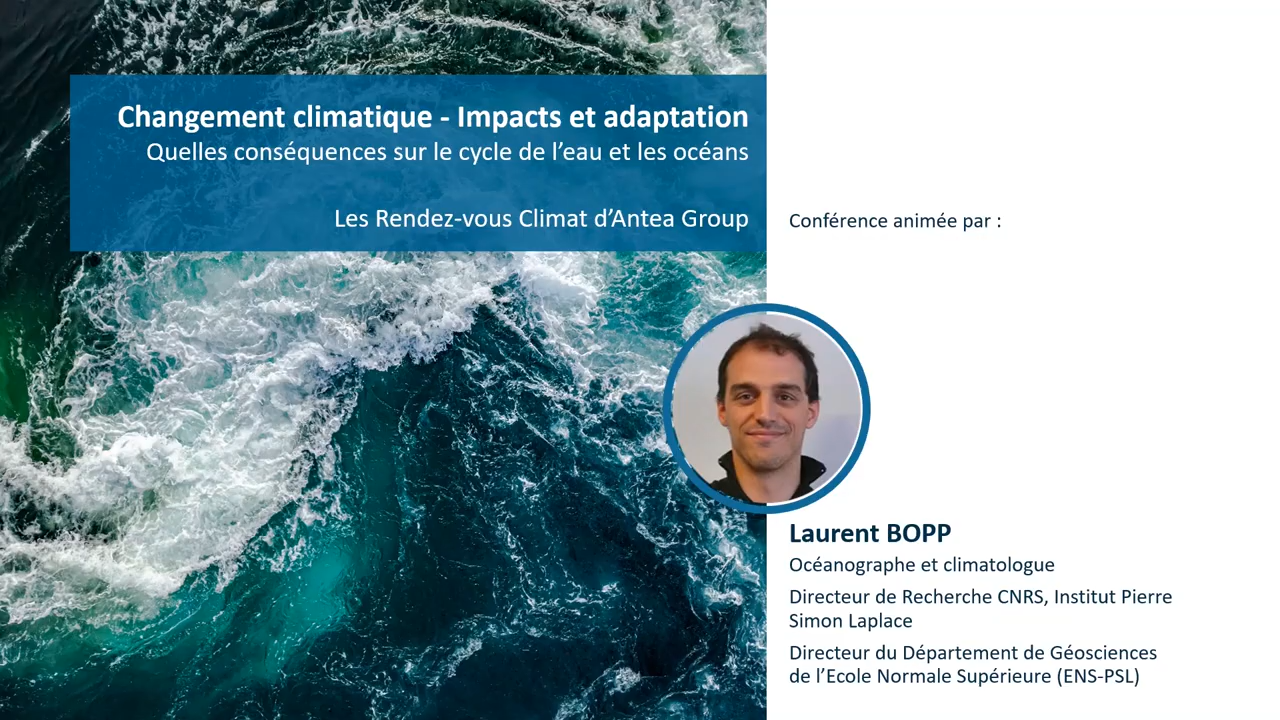 Changement climatique - Impacts et adaptation
Quelles conséquences sur le cycle de l’eau et les océans
Les Rendez-vous Climat d’Antea Group
Conférence animée par :
Laurent BOPP
Océanographe et climatologue
Directeur de Recherche CNRS, Institut Pierre
Simon Laplace
Directeur du Département de Géosciences
de l’Ecole Normale Supérieure (ENS-PSL)